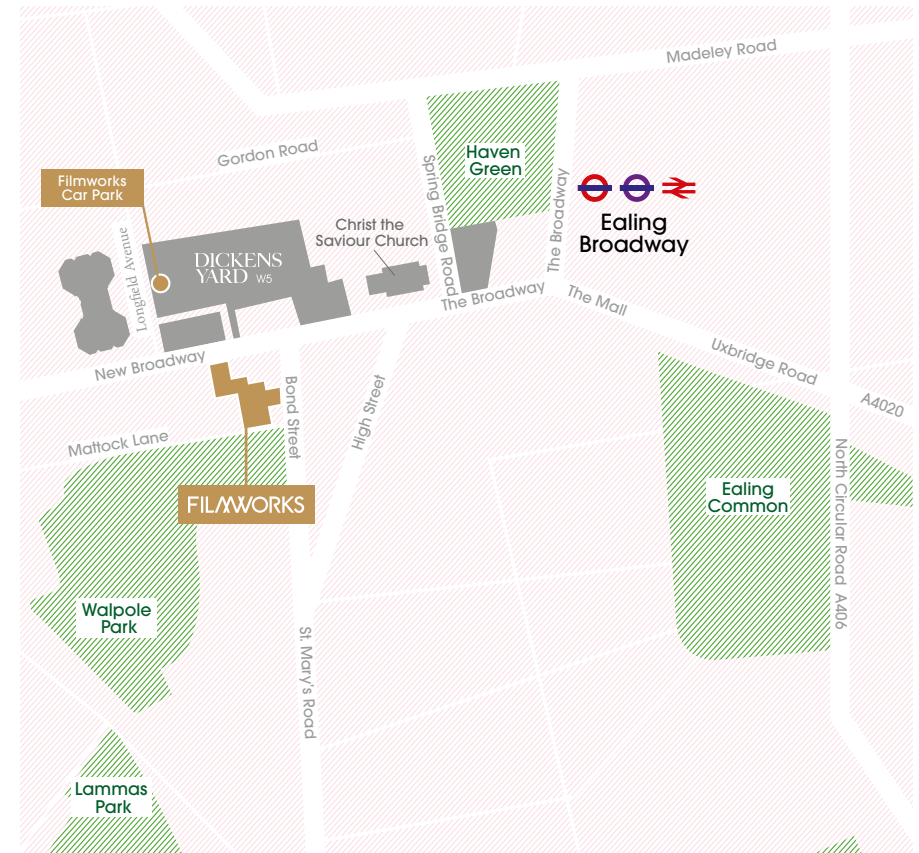 Madeley Road
Gordon Road
Haven
Green
Filmworks
Car Park
Spring Bridge Road
The Broadway
Ealing
Broadway
Christ the
Saviour Church
Longfield Avenue
DICKENS
YARD W5
The Broadway
The Mall
New Broadway
Uxbridge Road
A4020
Bond Street
High Street
Mattock Lane
North Circular Road A406
FILMWORKS
Ealing
Common
Walpole
Park
St. Mary's Road
Lammas
Park